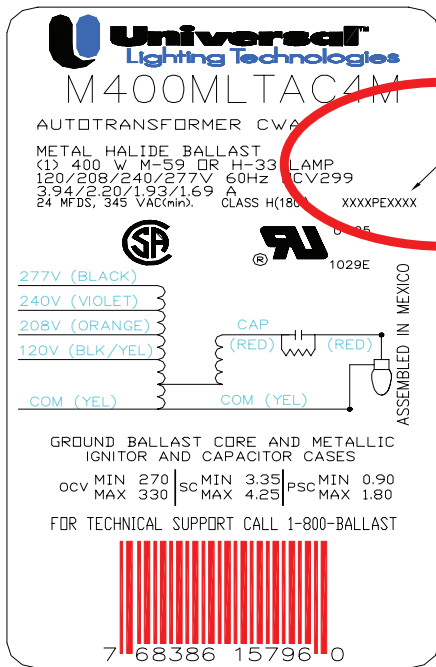 Universal
Lighting Technologies
M400MLTAC4M
AUTOTRANSFORMER CWA
METAL HALIDE BALLAST
(1) 400 W M-59 OR H-33 LAMP
120/208/240/277V 60Hz OCV299
3.94/2.20/1.93/1.69 A
24 MFDS, 345 VAC(min). CLASS H(180 XXXXPEXXXX
SA
® RU
1029E
277V (BLACK)
240V (VIOLET)
208V (ORANGE)
120V (BLK/YEL)
COM (YEL)
CAP
(RED) (RED)
COM (YEL)
ASSEMBLED IN MEXICO
GROUND BALLAST CORE AND METALLIC
IGNITOR AND CAPACITOR CASES
OCV MIN 270 SC MIN 3.35 PSC MIN 0.90
MAX 330 MAX 4.25 MAX 1.80
FOR TECHNICAL SUPPORT CALL 1-800-BALLAST
7 68386 15796 0